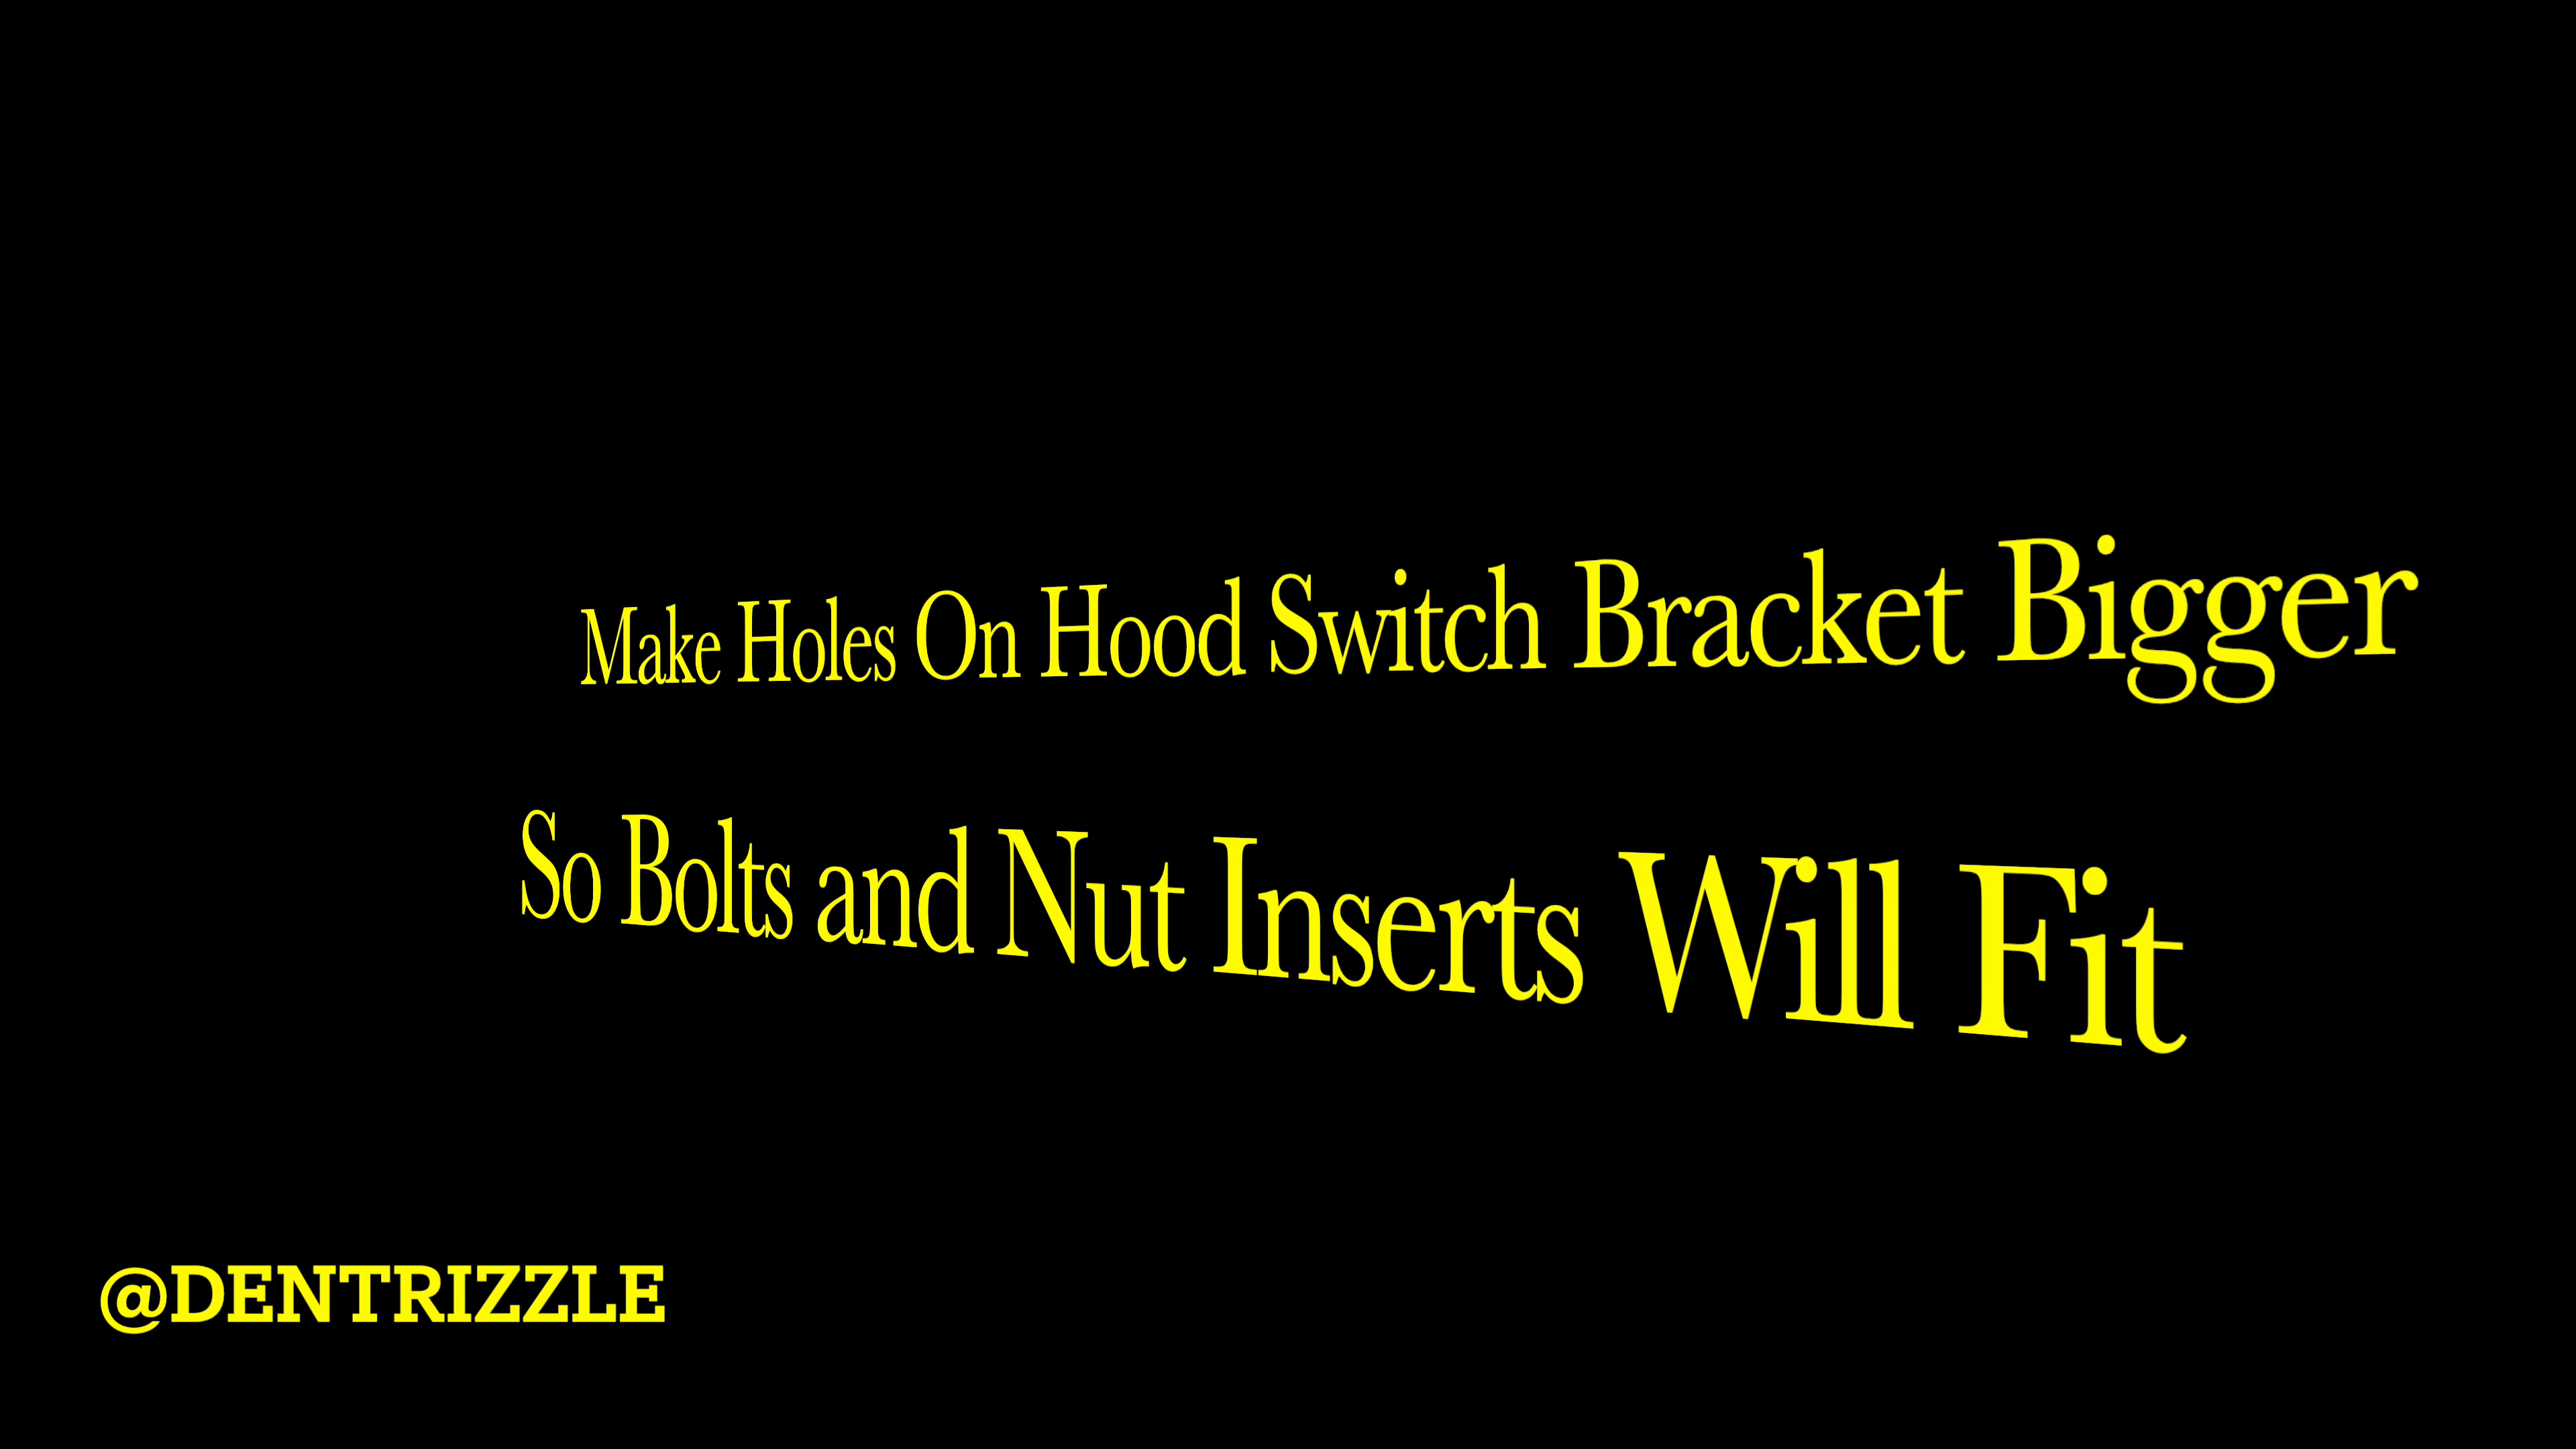 Make Holes On Hood Switch Bracket Bigger
So Bolts and Nut Inserts Will Fit
@DENTRIZZLE